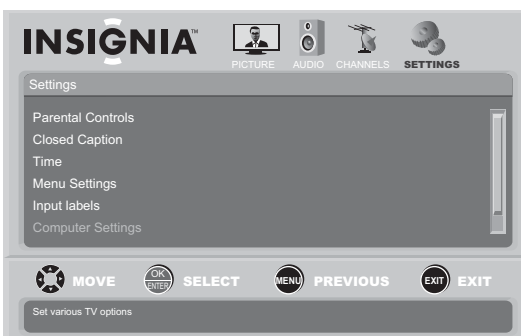 INSIGNIA™
PICTURE AUDIO CHANNELS SETTINGS
Settings
Parental Controls
Closed Caption
Time
Menu Settings
Input labels
Computer Settings
MOVE OK ENTER SELECT MENU PREVIOUS EXIT EXIT
Set various TV options